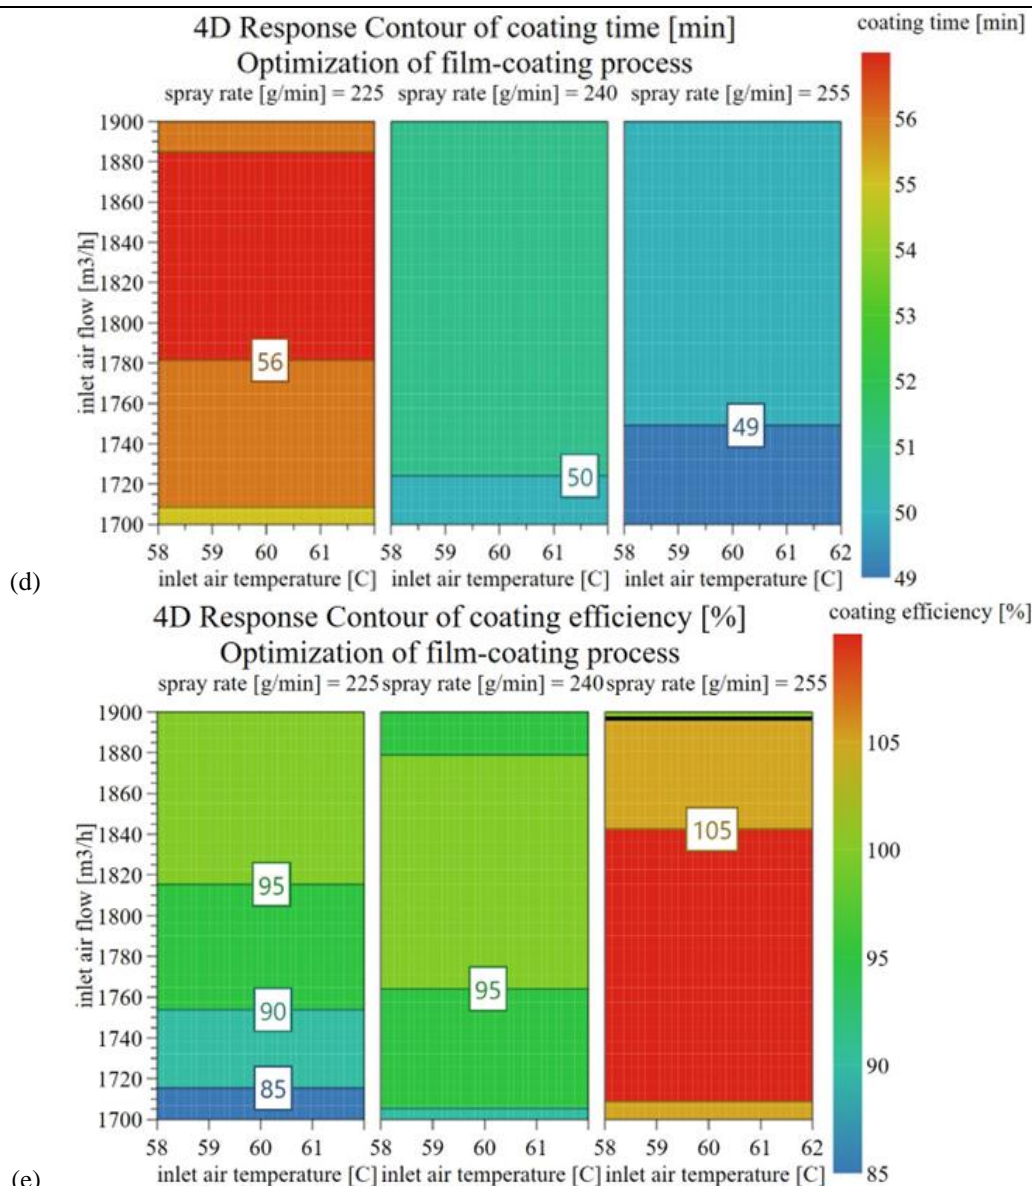 4D Response Contour of coating time [min]
Optimization of film-coating process
coating time [min]
spray rate [g/min] = 225 spray rate [g/min] = 240 spray rate [g/min] = 255
inlet air flow [m3/h]
1900
1880
1860
1840
1820
1800
1780
1760
1740
1720
1700
56
50
49
58 59 60 61 58 59 60 61 58 59 60 61 62
inlet air temperature [C] inlet air temperature [C] inlet air temperature [C]
56
55
54
53
52
51
50
49
(d)
4D Response Contour of coating efficiency [%]
Optimization of film-coating process
coating efficiency [%]
spray rate [g/min] = 225 spray rate [g/min] = 240 spray rate [g/min] = 255
inlet air flow [m3/h]
1900
1880
1860
1840
1820
1800
1780
1760
1740
1720
1700
95
90
85
95
105
58 59 60 61 58 59 60 61 58 59 60 61 62
inlet air temperature [C] inlet air temperature [C] inlet air temperature [C]
105
100
95
90
85
(e)